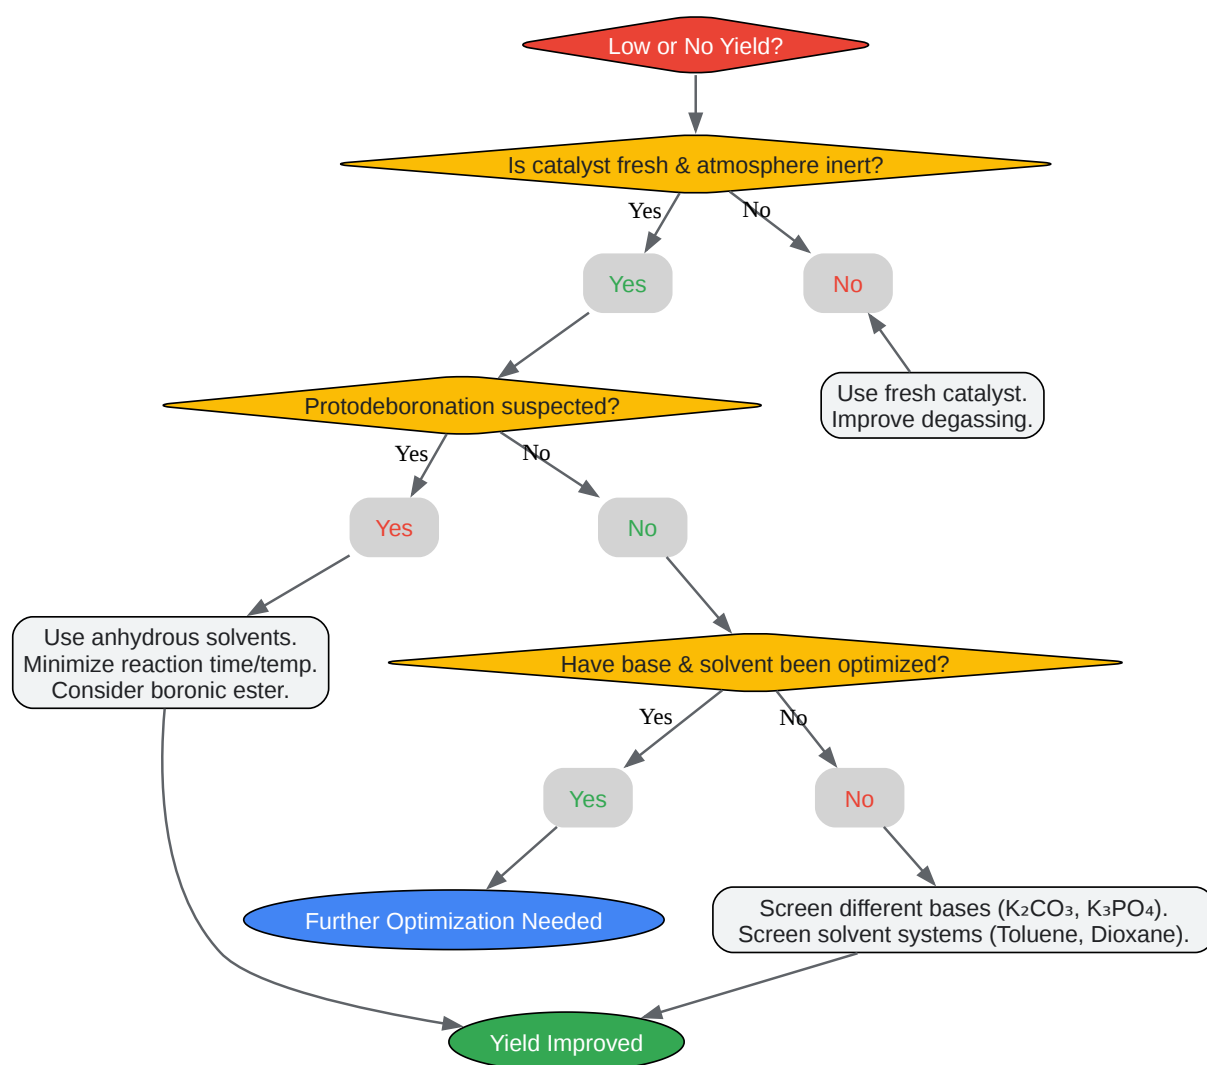 Low or No Yield?
Is catalyst fresh & atmosphere inert?
Yes
No
Yes
No
Use fresh catalyst.
Improve degassing.
Protodeboronation suspected?
Yes
No
Yes
No
Use anhydrous solvents.
Minimize reaction time/temp.
Consider boronic ester.
Have base & solvent been optimized?
Yes
No
Yes
No
Further Optimization Needed
Screen different bases (K₂CO₃, K₃PO₄).
Screen solvent systems (Toluene, Dioxane).
Yield Improved